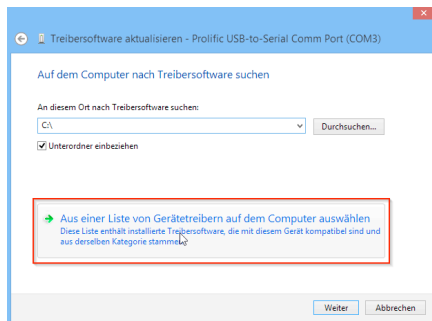 Treibersoftware aktualisieren - Prolific USB-to-Serial Comm Port (COM3)
Auf dem Computer nach Treibersoftware suchen
An diesem Ort nach Treibersoftware suchen:
C:\
Durchsuchen...
Unterordner einbeziehen
Aus einer Liste von Gerätetreibern auf dem Computer auswählen
Diese Liste enthält installierte Treibersoftware, die mit diesem Gerät kompatibel sind und
aus derselben Kategorie stammen.
Weiter
Abbrechen